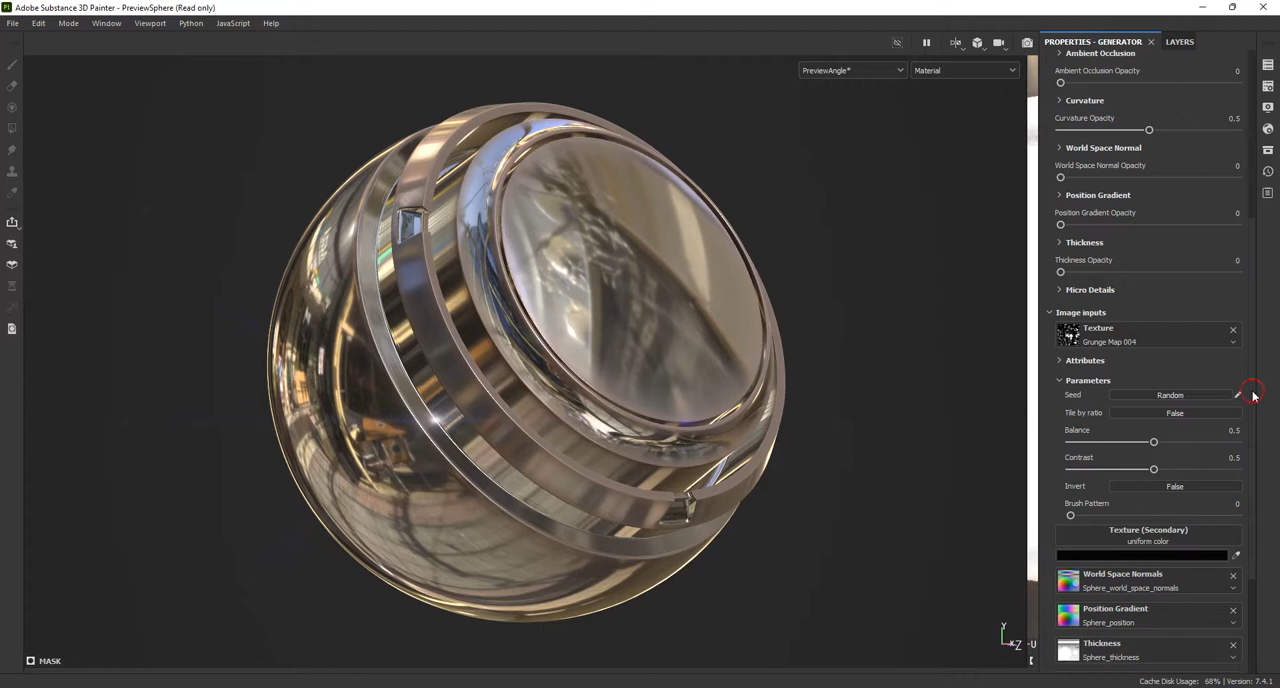 Pt Adobe Substance 3D Painter - PreviewSphere (Read only)
File Edit Mode Window Viewport Python JavaScript Help
PROPERTIES - GENERATOR LAYERS
PreviewAngle* Material
Ambient Occlusion
Ambient Occlusion Opacity 0
Curvature
Curvature Opacity 0.5
World Space Normal
World Space Normal Opacity 0
Position Gradient
Position Gradient Opacity 0
Thickness
Thickness Opacity 0
Micro Details
Image inputs
Texture
Grunge Map 004
Attributes
Parameters
Seed Random
Tile by ratio False
Balance 0.5
Contrast 0.5
Invert False
Brush Pattern 0
Texture (Secondary)
uniform color
World Space Normals
Sphere_world_space_normals
Position Gradient
Sphere_position
Thickness
Sphere_thickness
Y
X Z U
MASK
Cache Disk Usage: 68% | Version: 7.4.1